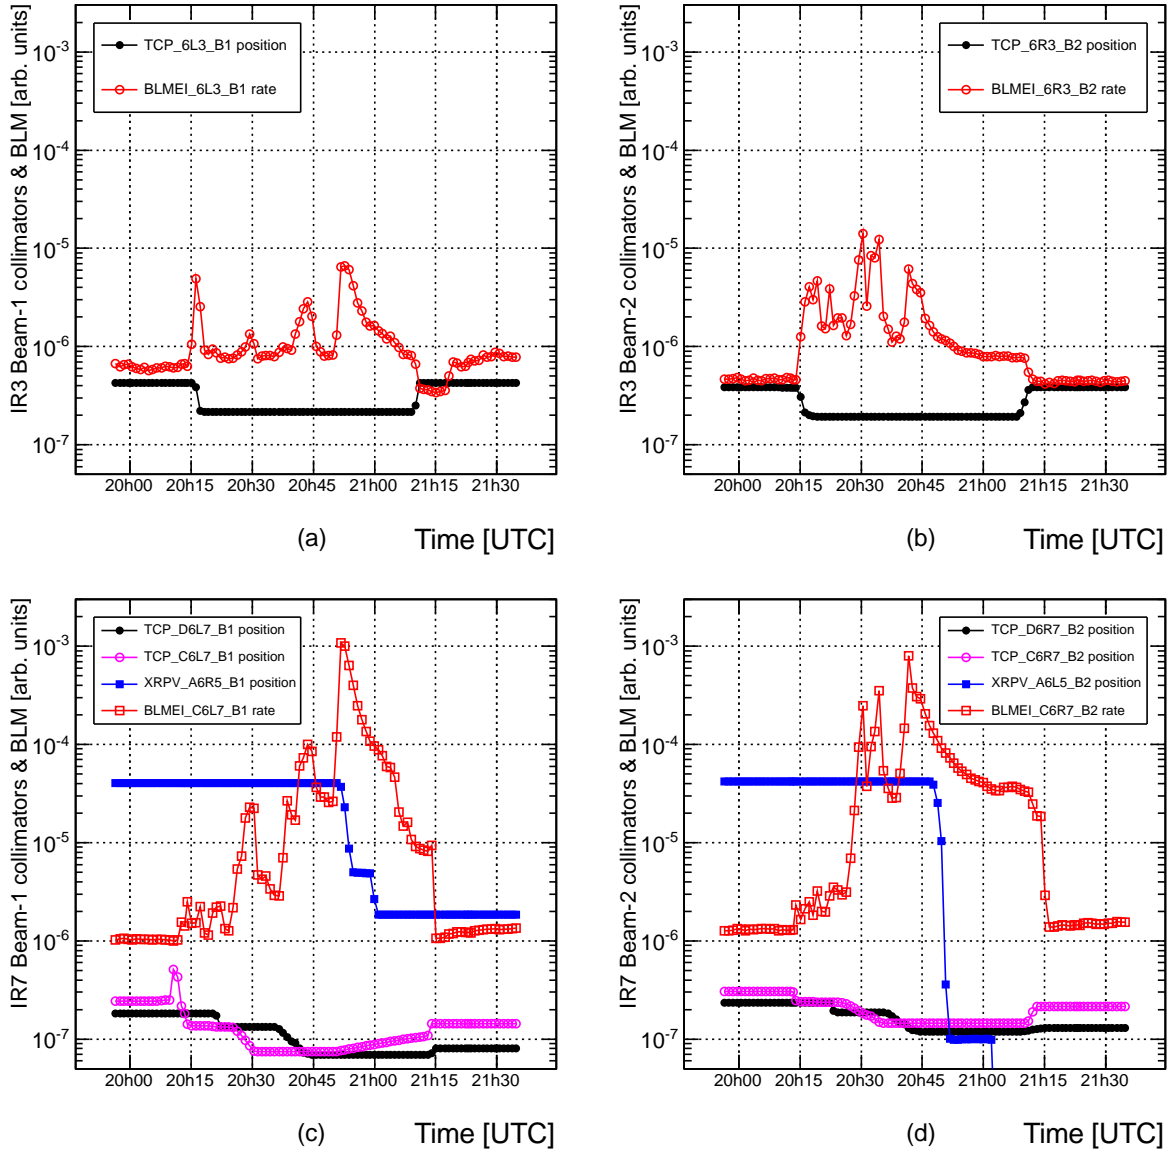 IR3 Beam-1 collimators & BLM [arb. units]
TCP_6L3_B1 position
BLMEI_6L3_B1 rate
10⁻³
10⁻⁴
10⁻⁵
10⁻⁶
10⁻⁷
20h00 20h15 20h30 20h45 21h00 21h15 21h30
(a) Time [UTC]
IR3 Beam-2 collimators & BLM [arb. units]
TCP_6R3_B2 position
BLMEI_6R3_B2 rate
10⁻³
10⁻⁴
10⁻⁵
10⁻⁶
10⁻⁷
20h00 20h15 20h30 20h45 21h00 21h15 21h30
(b) Time [UTC]
IR7 Beam-1 collimators & BLM [arb. units]
TCP_D6L7_B1 position
TCP_C6L7_B1 position
XRPV_A6R5_B1 position
BLMEI_C6L7_B1 rate
10⁻³
10⁻⁴
10⁻⁵
10⁻⁶
10⁻⁷
20h00 20h15 20h30 20h45 21h00 21h15 21h30
(c) Time [UTC]
IR7 Beam-2 collimators & BLM [arb. units]
TCP_D6R7_B2 position
TCP_C6R7_B2 position
XRPV_A6L5_B2 position
BLMEI_C6R7_B2 rate
10⁻³
10⁻⁴
10⁻⁵
10⁻⁶
10⁻⁷
20h00 20h15 20h30 20h45 21h00 21h15 21h30
(d) Time [UTC]